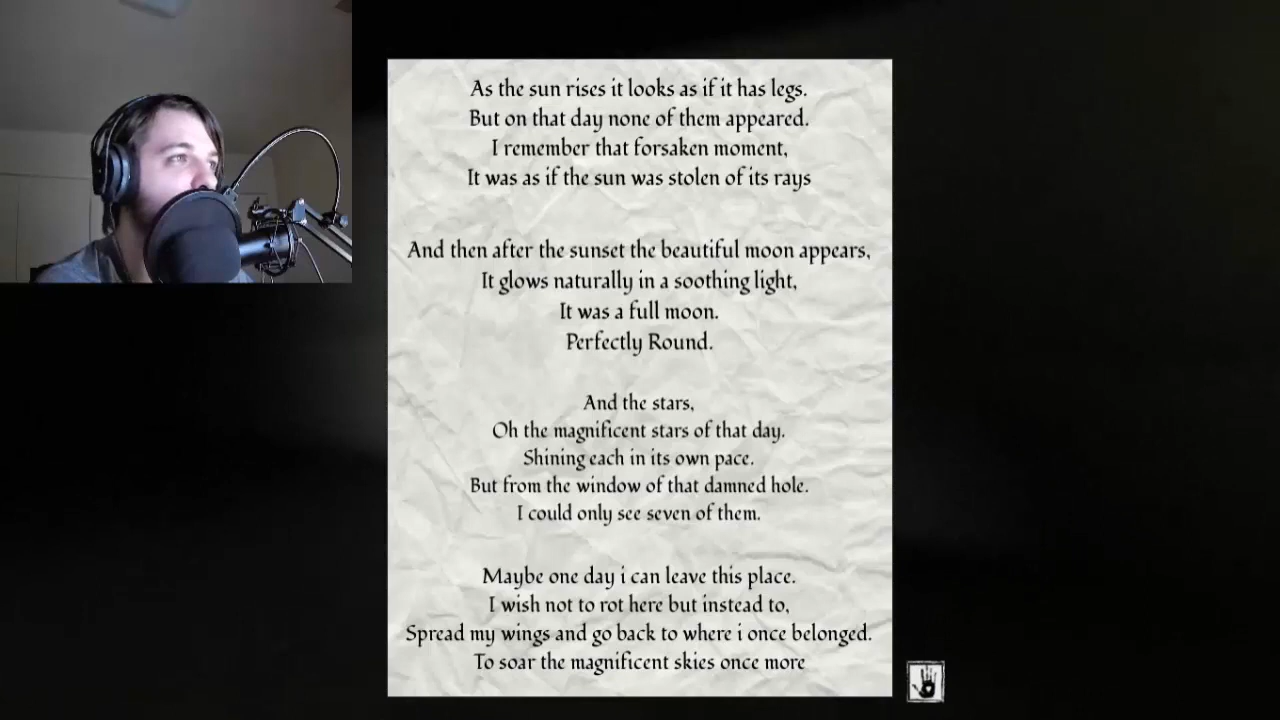 As the sun rises it looks as if it has legs.
But on that day none of them appeared.
I remember that forsaken moment,
It was as if the sun was stolen of its rays
And then after the sunset the beautiful moon appears,
It glows naturally in a soothing light,
It was a full moon.
Perfectly Round.
And the stars,
Oh the magnificent stars of that day.
Shining each in its own pace.
But from the window of that damned hole.
I could only see seven of them.
Maybe one day i can leave this place.
I wish not to rot here but instead to,
Spread my wings and go back to where i once belonged.
To soar the magnificent skies once more